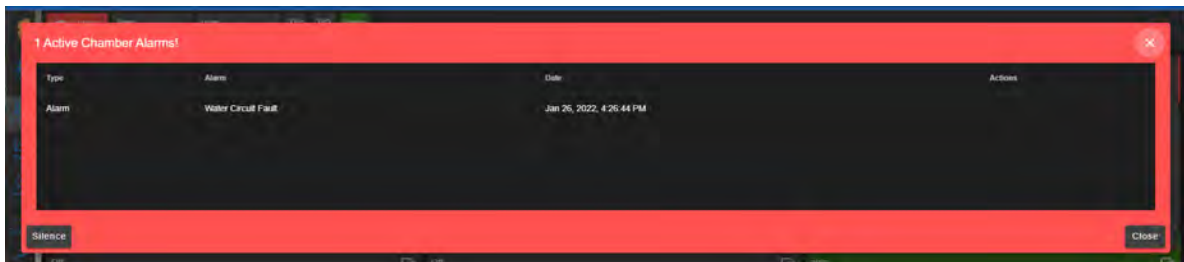 1 Active Chamber Alarms!
Type Alarm Date Actions
Alarm Water Circuit Fault Jan 26, 2022, 4:26:44 PM
Silence Close